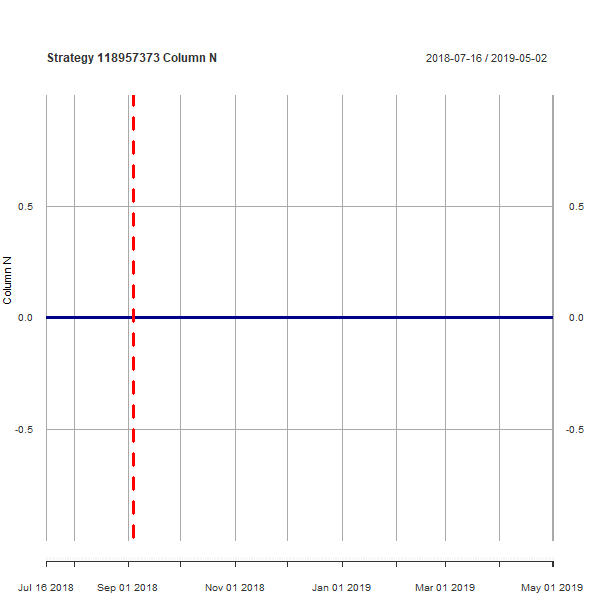 Strategy 118957373 Column N
2018-07-16 / 2019-05-02
0.5
0.5
Column N
0.0
0.0
-0.5
-0.5
Jul 16 2018
Sep 01 2018
Nov 01 2018
Jan 01 2019
Mar 01 2019
May 01 2019